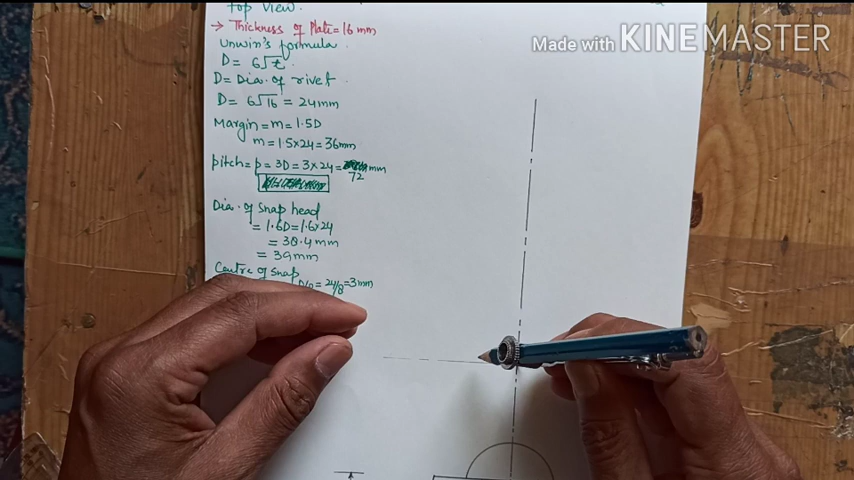 Top View.
→ Thickness of Plate = 16 mm
Unwin's formula.
D = 6√t.
D = Dia. of rivet.
D = 6√16 = 24mm
Margin = m = 1.5D
m = 1.5×24 = 36mm
Pitch = p = 3D = 3×24 = mm
72
Dia. of Snap head
= 1.6D = 1.6×24
= 38.4mm
= 39mm
Centre of Snap
D/8 = 24/8 = 3mm
Made with KINEMASTER